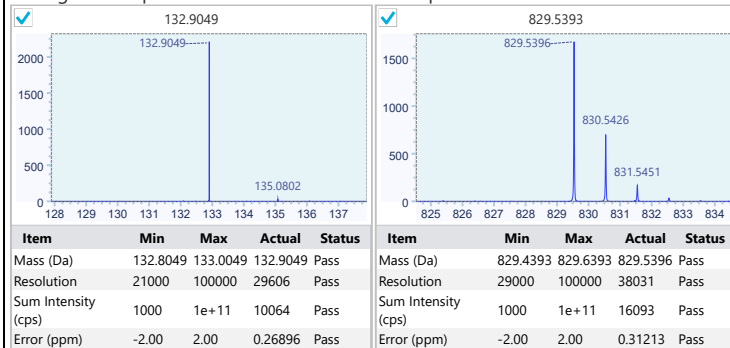 132.9049
132.9049
135.0802
2000
1500
1000
500
0
128 129 130 131 132 133 134 135 136 137
Item Min Max Actual Status
Mass (Da) 132.8049 133.0049 132.9049 Pass
Resolution 21000 100000 29606 Pass
Sum Intensity
(cps) 1000 1e+11 10064 Pass
Error (ppm) -2.00 2.00 0.26896 Pass
829.5393
829.5396
830.5426
831.5451
1500
1000
500
0
825 826 827 828 829 830 831 832 833 834
Item Min Max Actual Status
Mass (Da) 829.4393 829.6393 829.5396 Pass
Resolution 29000 100000 38031 Pass
Sum Intensity
(cps) 1000 1e+11 16093 Pass
Error (ppm) -2.00 2.00 0.31213 Pass